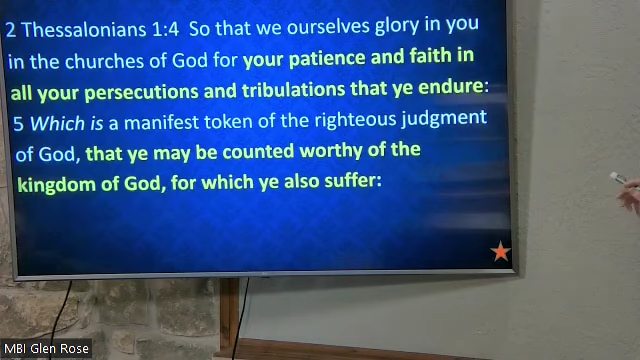 2 Thessalonians 1:4 So that we ourselves glory in you
in the churches of God for your patience and faith in
all your persecutions and tribulations that ye endure:
5 Which is a manifest token of the righteous judgment
of God, that ye may be counted worthy of the
kingdom of God, for which ye also suffer:
MBI Glen Rose